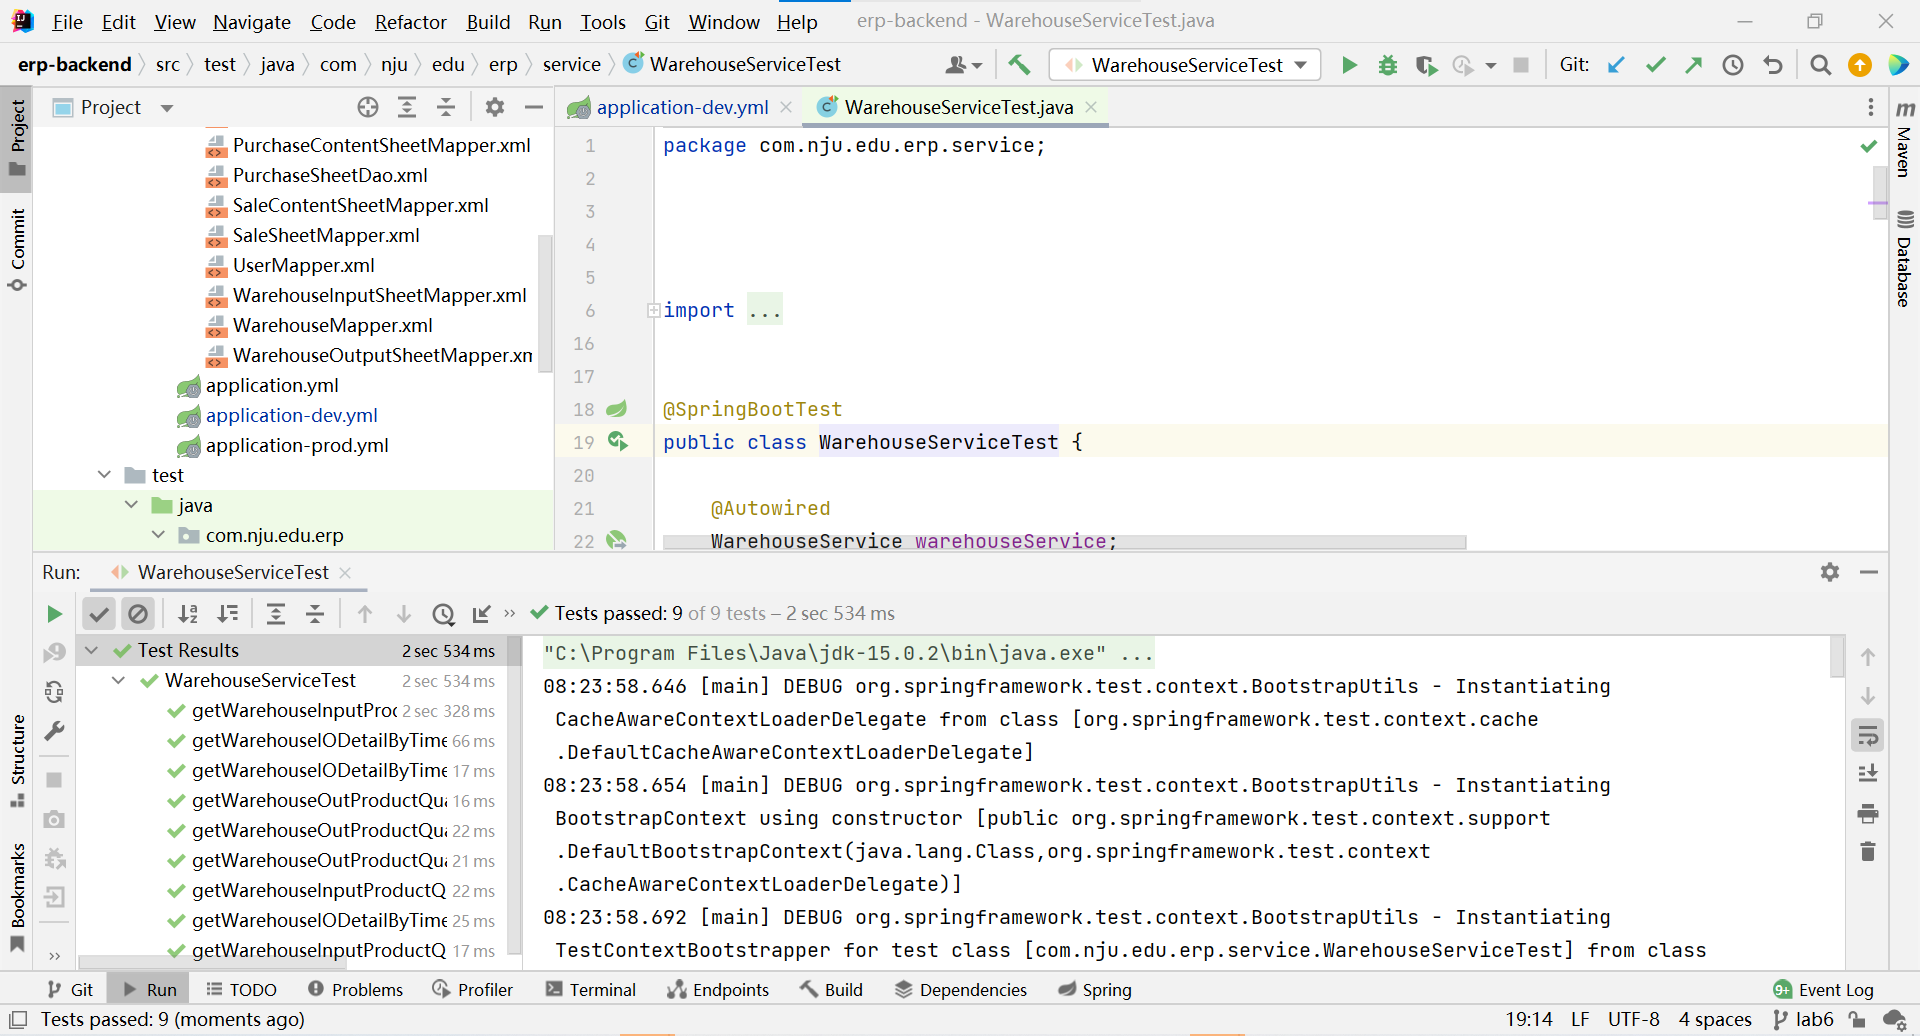 File Edit View Navigate Code Refactor Build Run Tools Git Window Help erp-backend - WarehouseServiceTest.java
erp-backend src test java com nju edu erp service WarehouseServiceTest
WarehouseServiceTest
Git:
Project
application-dev.yml
WarehouseServiceTest.java
Project
Commit
Structure
Bookmarks
Maven
Database
PurchaseContentSheetMapper.xml
PurchaseSheetDao.xml
SaleContentSheetMapper.xml
SaleSheetMapper.xml
UserMapper.xml
WarehouseInputSheetMapper.xml
WarehouseMapper.xml
WarehouseOutputSheetMapper.xm
application.yml
application-dev.yml
application-prod.yml
test
java
com.nju.edu.erp
1 package com.nju.edu.erp.service;
2
3
4
5
6 import ...
16
17
18 @SpringBootTest
19 public class WarehouseServiceTest {
20
21 @Autowired
22 WarehouseService warehouseService;
Run: WarehouseServiceTest
Tests passed: 9 of 9 tests – 2 sec 534 ms
Test Results 2 sec 534 ms
WarehouseServiceTest 2 sec 534 ms
getWarehouseInputProd 2 sec 328 ms
getWarehouseIODetailByTime 66 ms
getWarehouseIODetailByTime 17 ms
getWarehouseOutProductQua 16 ms
getWarehouseOutProductQua 22 ms
getWarehouseOutProductQua 21 ms
getWarehouseInputProductQ 22 ms
getWarehouseIODetailByTime 25 ms
getWarehouseInputProductQ 17 ms
"C:\Program Files\Java\jdk-15.0.2\bin\java.exe" ...
08:23:58.646 [main] DEBUG org.springframework.test.context.BootstrapUtils - Instantiating
CacheAwareContextLoaderDelegate from class [org.springframework.test.context.cache
.DefaultCacheAwareContextLoaderDelegate]
08:23:58.654 [main] DEBUG org.springframework.test.context.BootstrapUtils - Instantiating
BootstrapContext using constructor [public org.springframework.test.context.support
.DefaultBootstrapContext(java.lang.Class,org.springframework.test.context
.CacheAwareContextLoaderDelegate)]
08:23:58.692 [main] DEBUG org.springframework.test.context.BootstrapUtils - Instantiating
TestContextBootstrapper for test class [com.nju.edu.erp.service.WarehouseServiceTest] from class
Git Run TODO Problems Profiler Terminal Endpoints Build Dependencies Spring 9+ Event Log
Tests passed: 9 (moments ago) 19:14 LF UTF-8 4 spaces lab6